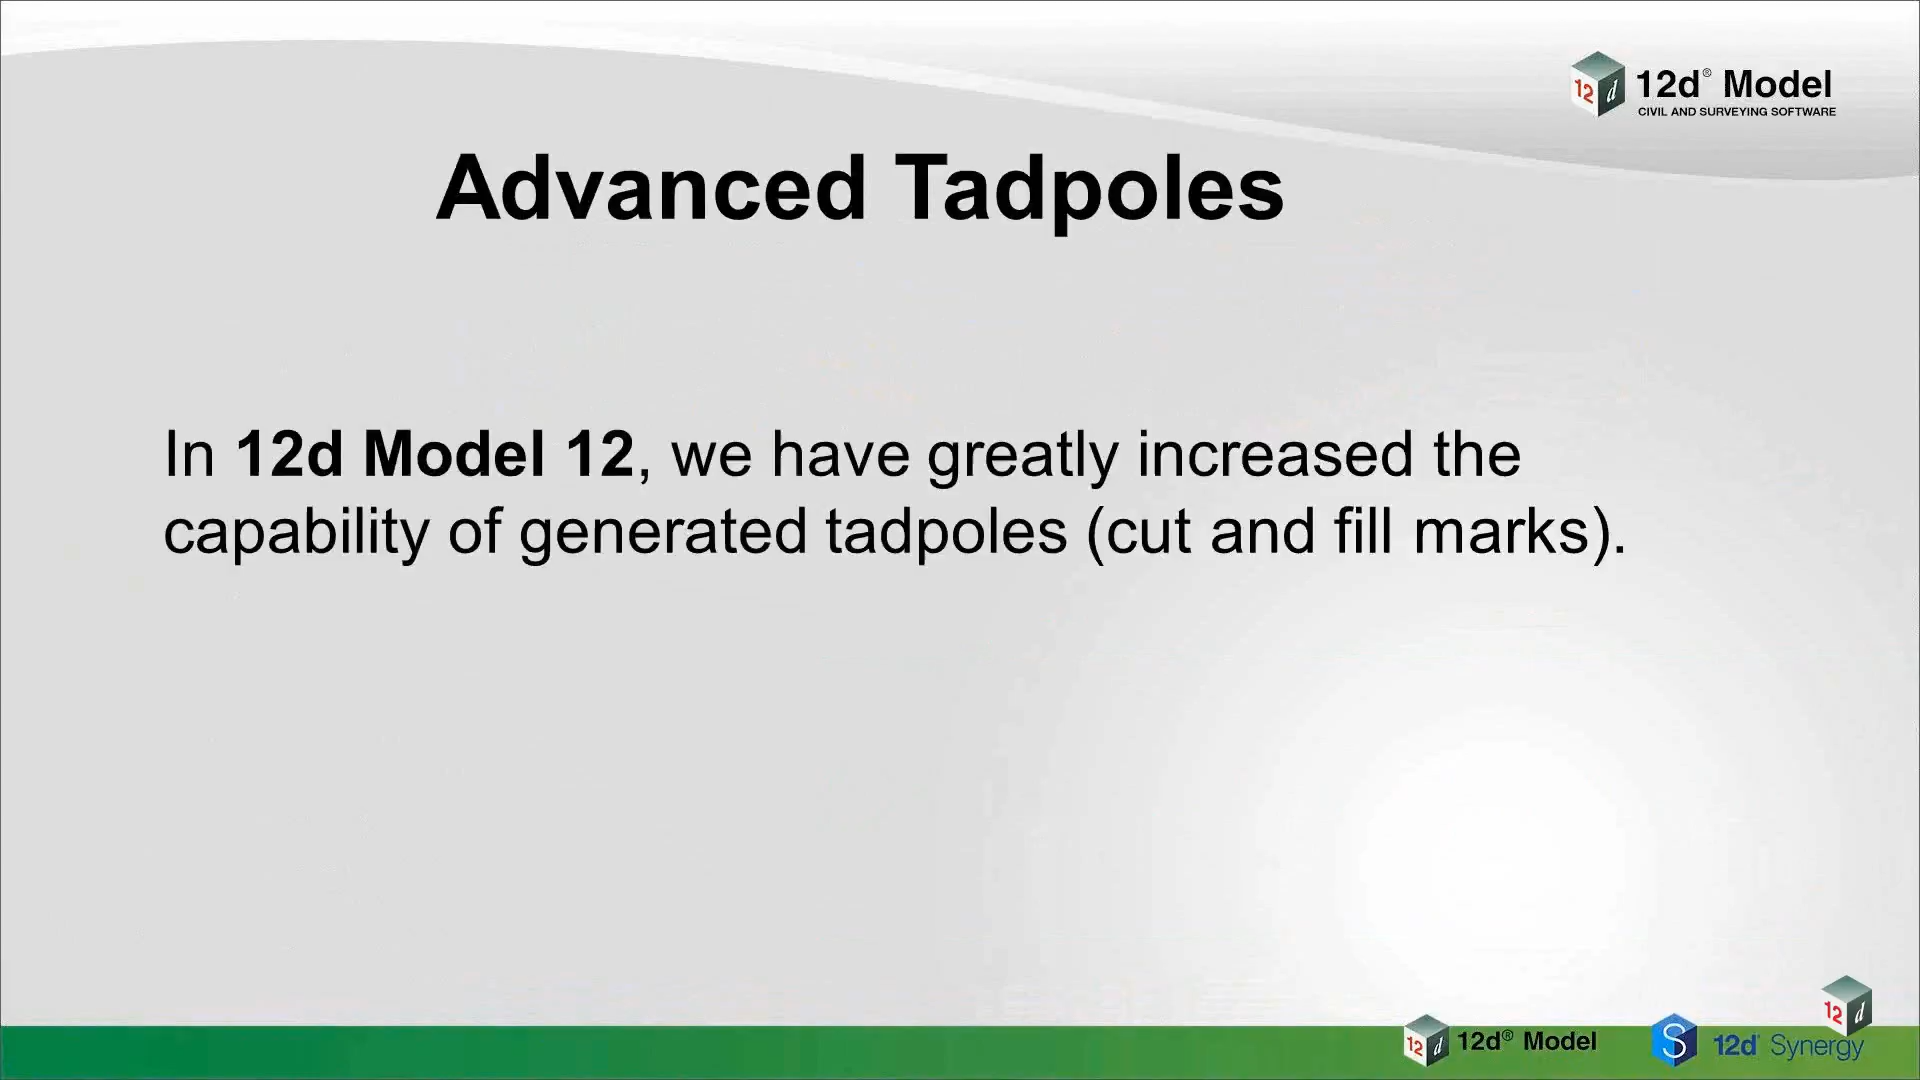 12d® Model
CIVIL AND SURVEYING SOFTWARE
Advanced Tadpoles
In 12d Model 12, we have greatly increased the
capability of generated tadpoles (cut and fill marks).
12d® Model
12d Synergy